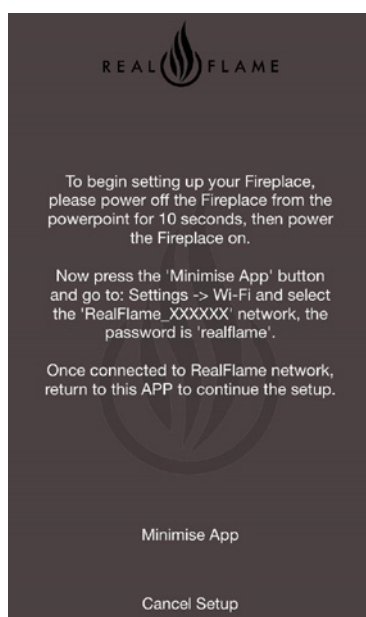 REAL FLAME
To begin setting up your Fireplace,
please power off the Fireplace from the
powerpoint for 10 seconds, then power
the Fireplace on.
Now press the 'Minimise App' button
and go to: Settings -> Wi-Fi and select
the 'RealFlame_XXXXXX' network, the
password is 'realflame'.
Once connected to RealFlame network,
return to this APP to continue the setup.
Minimise App
Cancel Setup